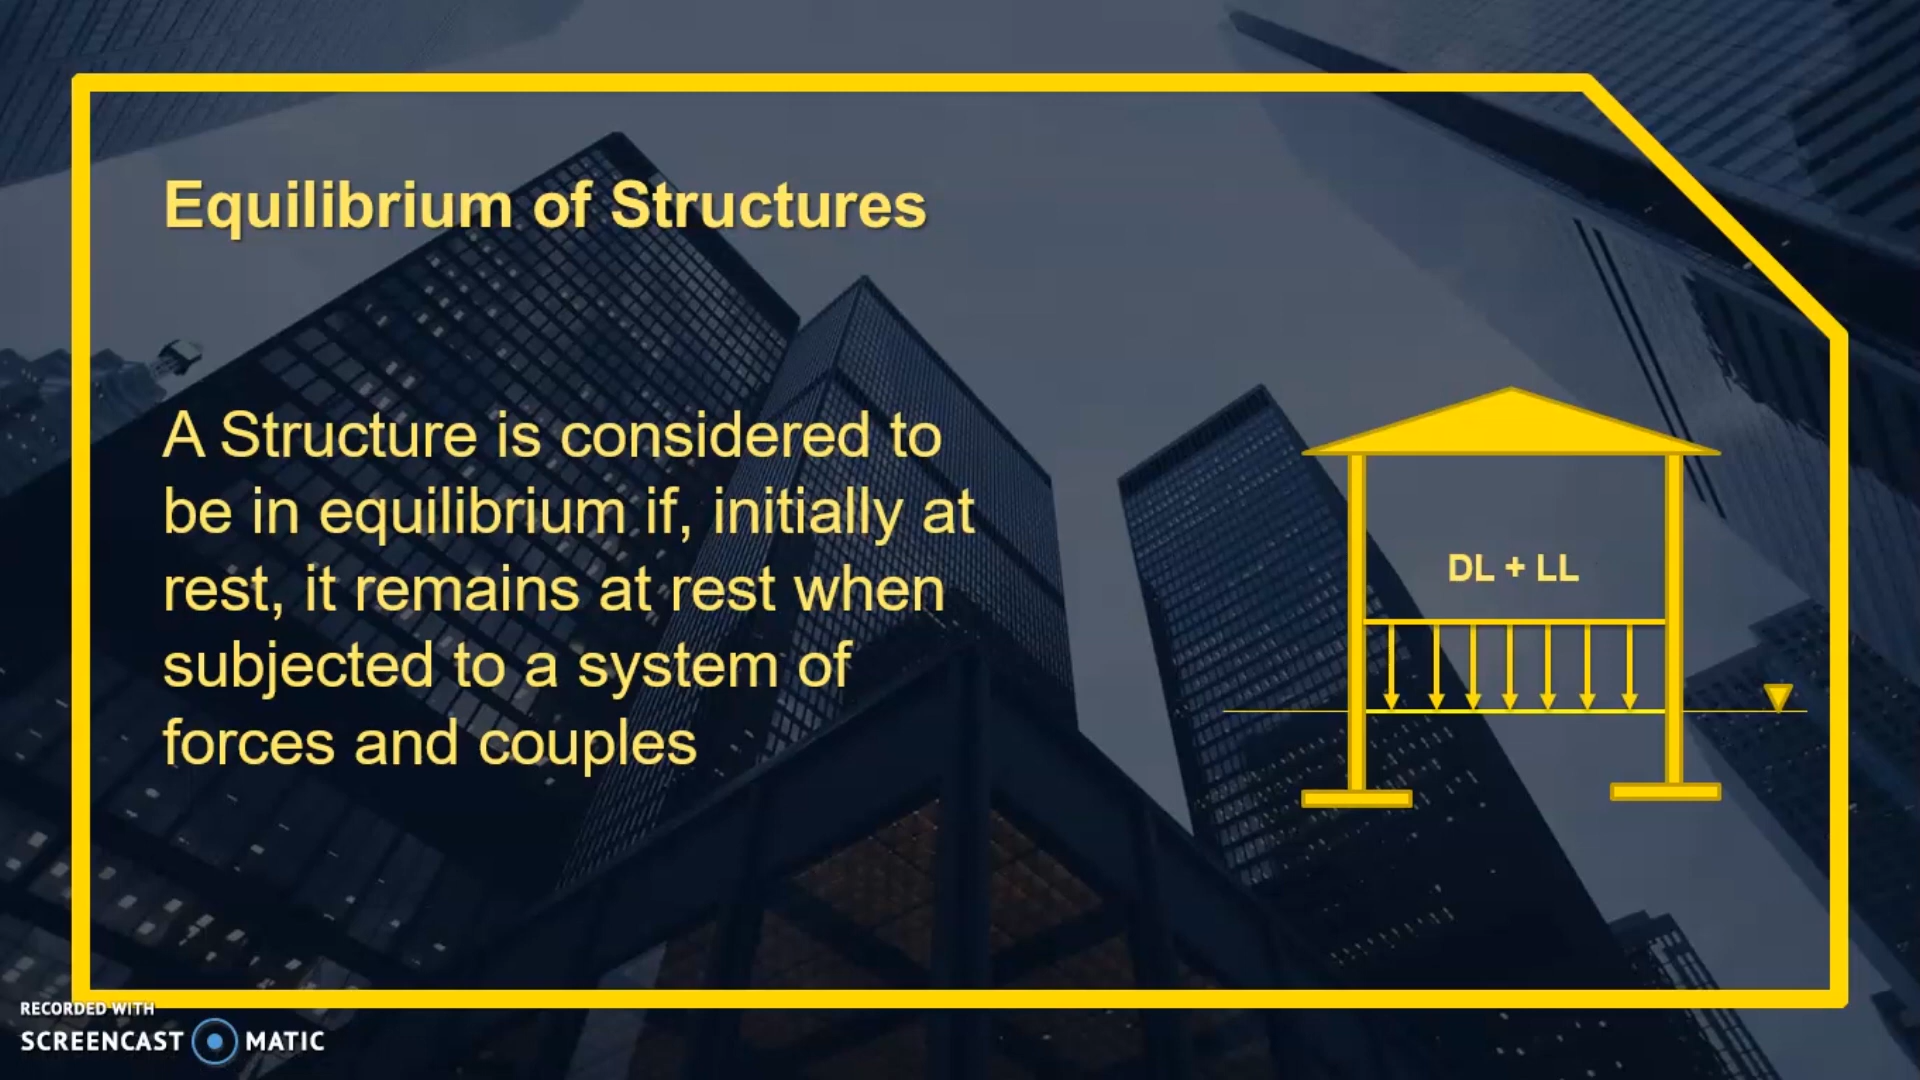 Equilibrium of Structures
A Structure is considered to
be in equilibrium if, initially at
rest, it remains at rest when
subjected to a system of
forces and couples
DL + LL
RECORDED WITH
SCREENCAST MATIC